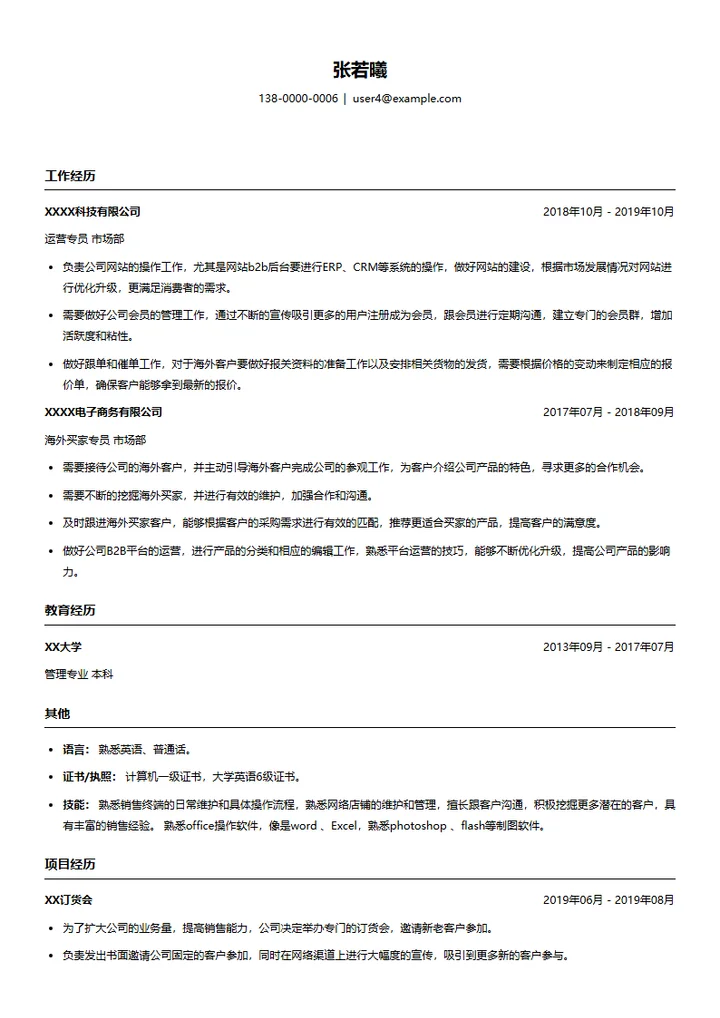 张若曦
138-0000-0006 | user4@example.com
工作经历
XXXX科技有限公司 2018年10月 - 2019年10月
运营专员 市场部
• 负责公司网站的操作工作，尤其是网站b2b后台要进行ERP、CRM等系统的操作，做好网站的建设，根据市场发展情况对网站进
行优化升级，更满足消费者的需求。
• 需要做好公司会员的管理工作，通过不断的宣传吸引更多的用户注册成为会员，跟会员进行定期沟通，建立专门的会员群，增加
活跃度和粘性。
• 做好跟单和催单工作，对于海外客户要做好报关资料的准备工作以及安排相关货物的发货，需要根据价格的变动来制定相应的报
价单，确保客户能够拿到最新的报价。
XXXX电子商务有限公司 2017年07月 - 2018年09月
海外买家专员 市场部
• 需要接待公司的海外客户，并主动引导海外客户完成公司的参观工作，为客户介绍公司产品的特色，寻求更多的合作机会。
• 需要不断的挖掘海外买家，并进行有效的维护，加强合作和沟通。
• 及时跟进海外买家客户，能够根据客户的采购需求进行有效的匹配，推荐更适合买家的产品，提高客户的满意度。
• 做好公司B2B平台的运营，进行产品的分类和相应的编辑工作，熟悉平台运营的技巧，能够不断优化升级，提高公司产品的影响
力。
教育经历
XX大学 2013年09月 - 2017年07月
管理专业 本科
其他
• 语言： 熟悉英语、普通话。
• 证书/执照： 计算机一级证书，大学英语6级证书。
• 技能： 熟悉销售终端的日常维护和具体操作流程，熟悉网络店铺的维护和管理，擅长跟客户沟通，积极挖掘更多潜在的客户，具
有丰富的销售经验。 熟悉office操作软件，像是word 、Excel，熟悉photoshop 、flash等制图软件。
项目经历
XX订货会 2019年06月 - 2019年08月
• 为了扩大公司的业务量，提高销售能力，公司决定举办专门的订货会，邀请新老客户参加。
• 负责发出书面邀请公司固定的客户参加，同时在网络渠道上进行大幅度的宣传，吸引到更多新的客户参与。